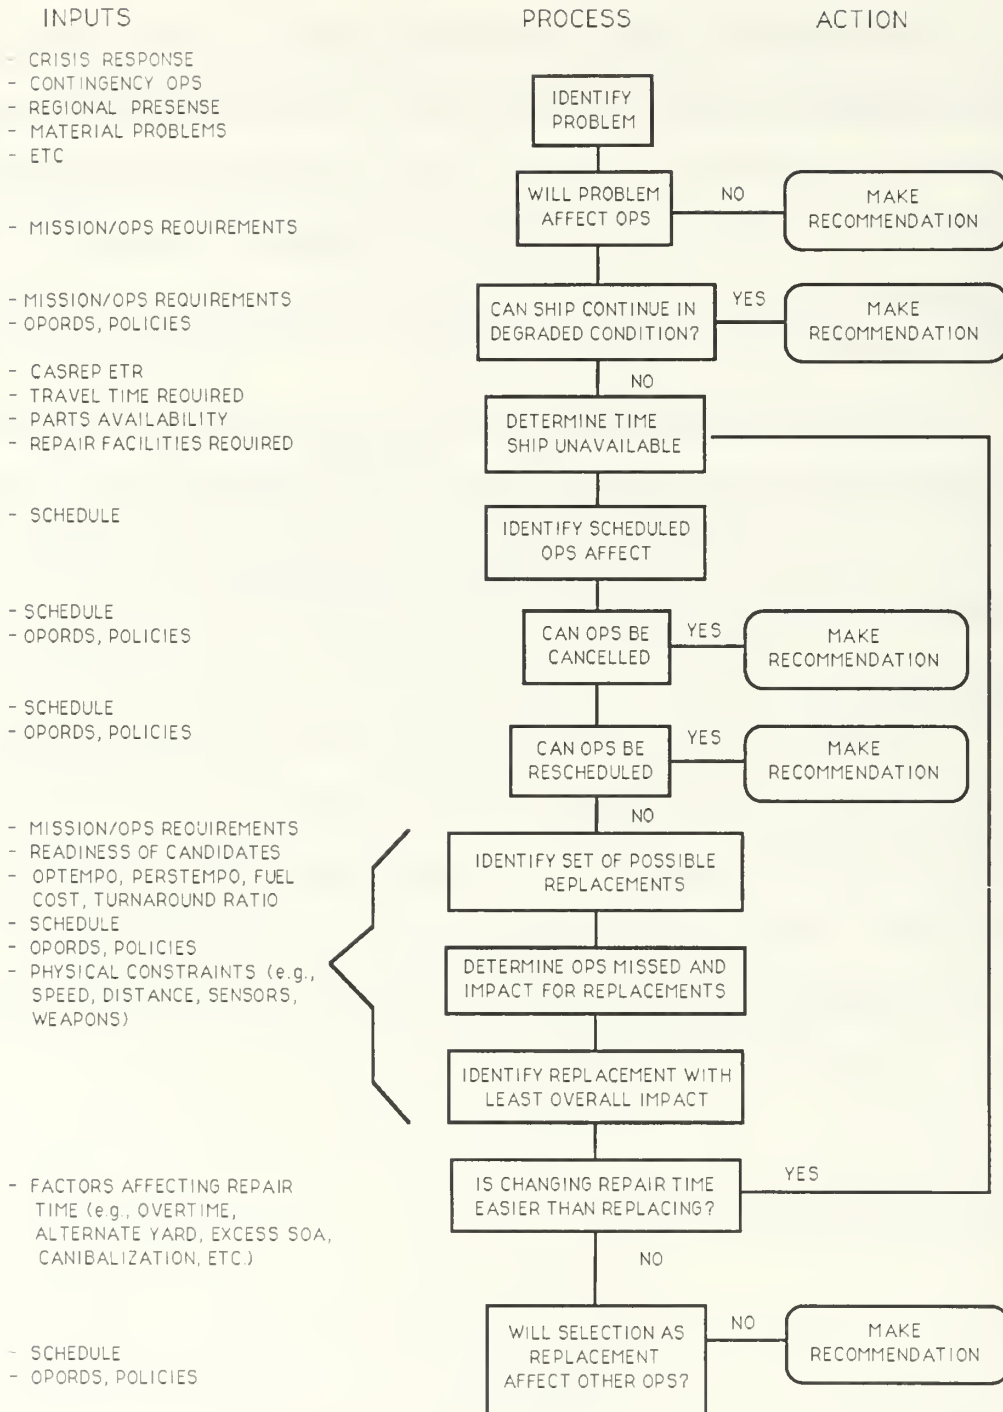 INPUTS
PROCESS
ACTION
- CRISIS RESPONSE
- CONTINGENCY OPS
- REGIONAL PRESENSE
- MATERIAL PROBLEMS
- ETC
IDENTIFY
PROBLEM
WILL PROBLEM
AFFECT OPS
NO
MAKE
RECOMMENDATION
- MISSION/OPS REQUIREMENTS
- MISSION/OPS REQUIREMENTS
- OPORDS, POLICIES
CAN SHIP CONTINUE IN
DEGRADED CONDITION?
YES
MAKE
RECOMMENDATION
NO
- CASREP ETR
- TRAVEL TIME REQUIRED
- PARTS AVAILABILITY
- REPAIR FACILITIES REQUIRED
DETERMINE TIME
SHIP UNAVAILABLE
- SCHEDULE
IDENTIFY SCHEDULED
OPS AFFECT
- SCHEDULE
- OPORDS, POLICIES
CAN OPS BE
CANCELLED
YES
MAKE
RECOMMENDATION
- SCHEDULE
- OPORDS, POLICIES
CAN OPS BE
RESCHEDULED
YES
MAKE
RECOMMENDATION
NO
- MISSION/OPS REQUIREMENTS
- READINESS OF CANDIDATES
- OPTEMPO, PERSTEMPO, FUEL
COST, TURNAROUND RATIO
- SCHEDULE
- OPORDS, POLICIES
- PHYSICAL CONSTRAINTS (e.g.,
SPEED, DISTANCE, SENSORS,
WEAPONS)
IDENTIFY SET OF POSSIBLE
REPLACEMENTS
DETERMINE OPS MISSED AND
IMPACT FOR REPLACEMENTS
IDENTIFY REPLACEMENT WITH
LEAST OVERALL IMPACT
- FACTORS AFFECTING REPAIR
TIME (e.g., OVERTIME,
ALTERNATE YARD, EXCESS SOA,
CANIBALIZATION, ETC.)
IS CHANGING REPAIR TIME
EASIER THAN REPLACING?
YES
NO
- SCHEDULE
- OPORDS, POLICIES
WILL SELECTION AS
REPLACEMENT
AFFECT OTHER OPS?
NO
MAKE
RECOMMENDATION